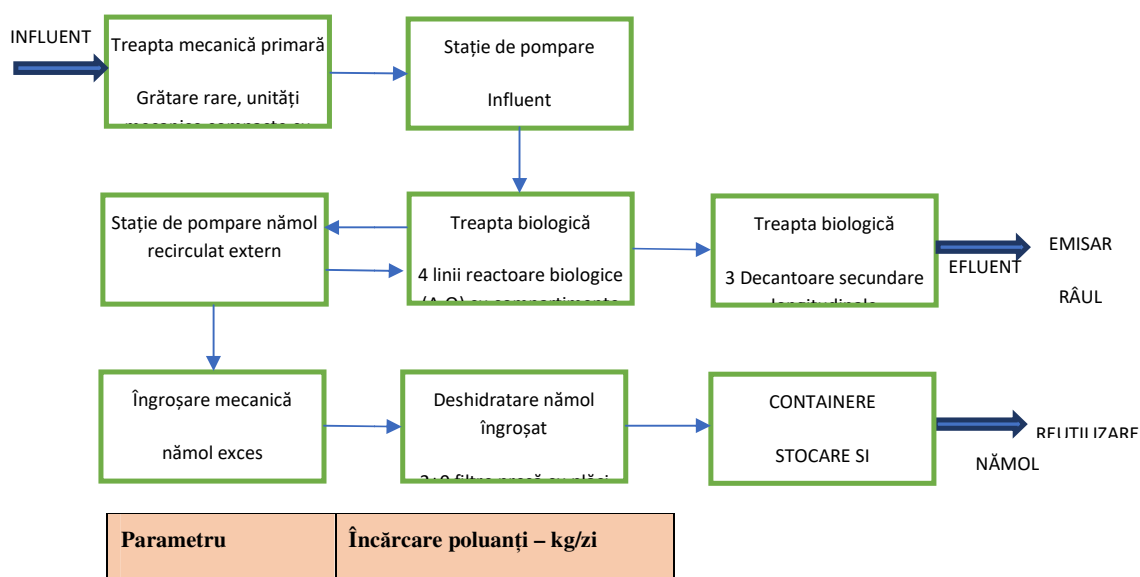 INFLUENT
Treapta mecanică primară
Grătare rare, unități
Stație de pompare
Influent
Stație de pompare nămol
recirculat extern
Treapta biologică
4 linii reactoare biologice
Treapta biologică
3 Decantoare secundare
EFLUENT
EMISAR
RÂUL
Îngroșare mecanică
nămol exces
Deshidratare nămol
îngroșat
CONTAINERE
STOCARE SI
NĂMOL
REUTILIZARE
Parametru
Încărcare poluanți – kg/zi